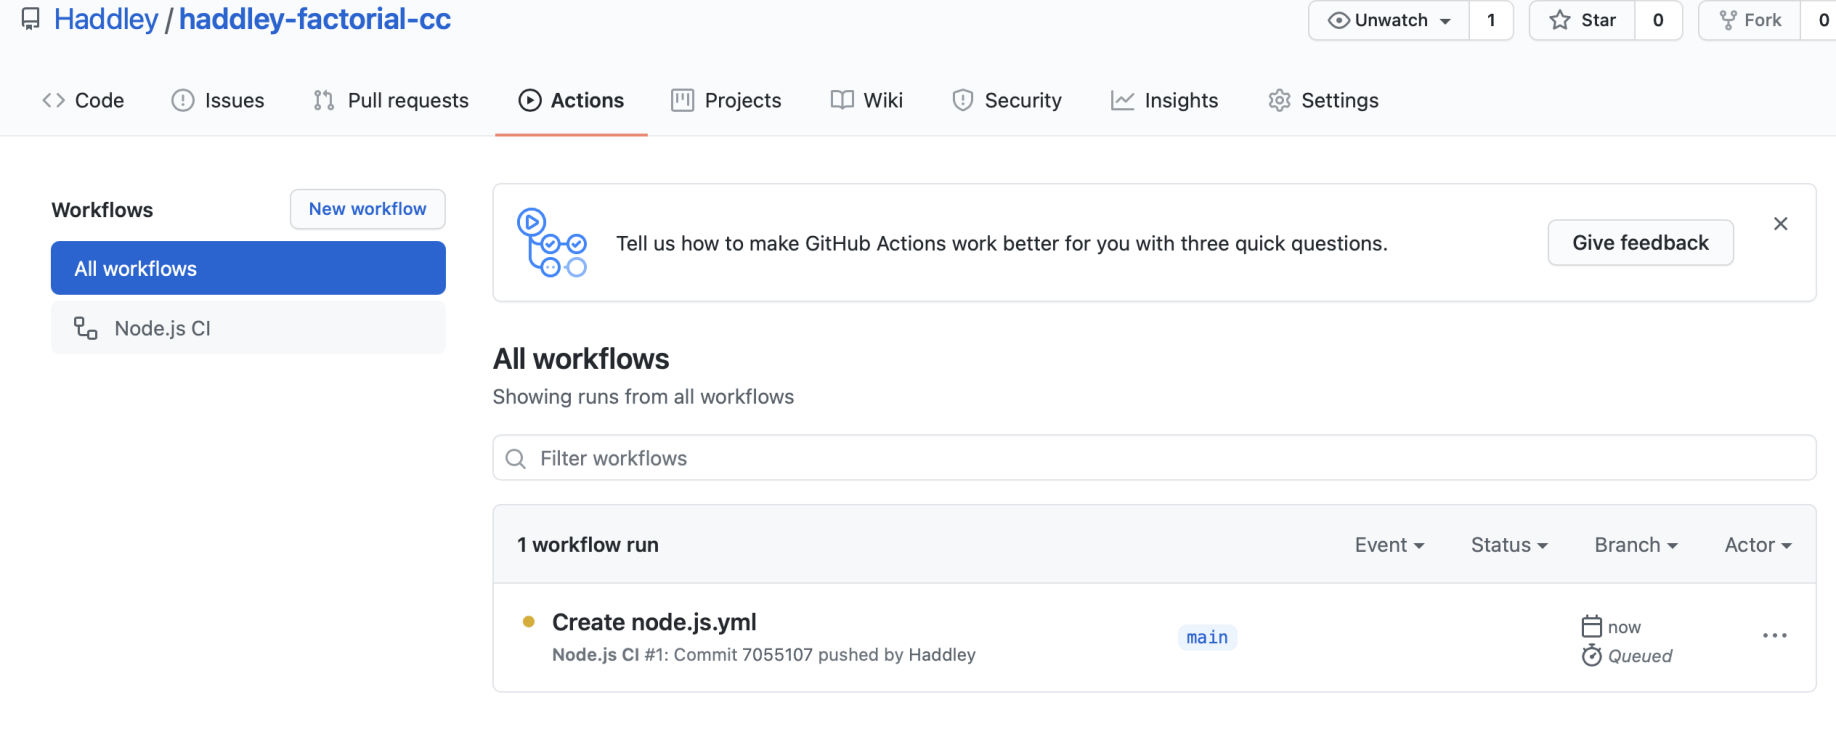 Haddley / haddley-factorial-cc
Unwatch 1
Star 0
Fork 0
Code
Issues
Pull requests
Actions
Projects
Wiki
Security
Insights
Settings
Workflows
New workflow
All workflows
Node.js CI
Tell us how to make GitHub Actions work better for you with three quick questions.
Give feedback
All workflows
Showing runs from all workflows
Filter workflows
1 workflow run
Event
Status
Branch
Actor
Create node.js.yml
Node.js CI #1: Commit 7055107 pushed by Haddley
main
now
Queued